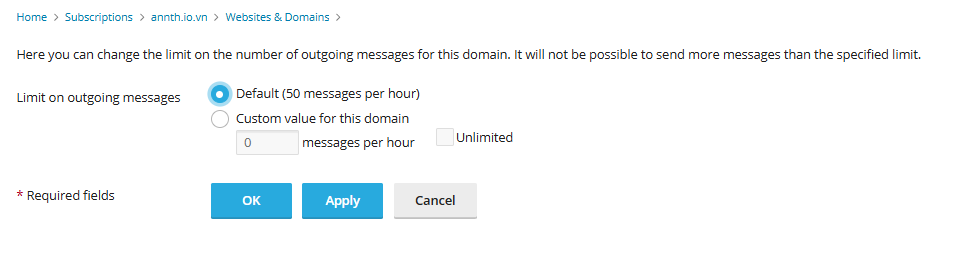 Home > Subscriptions > annth.io.vn > Websites & Domains >
Here you can change the limit on the number of outgoing messages for this domain. It will not be possible to send more messages than the specified limit.
Limit on outgoing messages
Default (50 messages per hour)
Custom value for this domain
0 messages per hour Unlimited
* Required fields
OK Apply Cancel